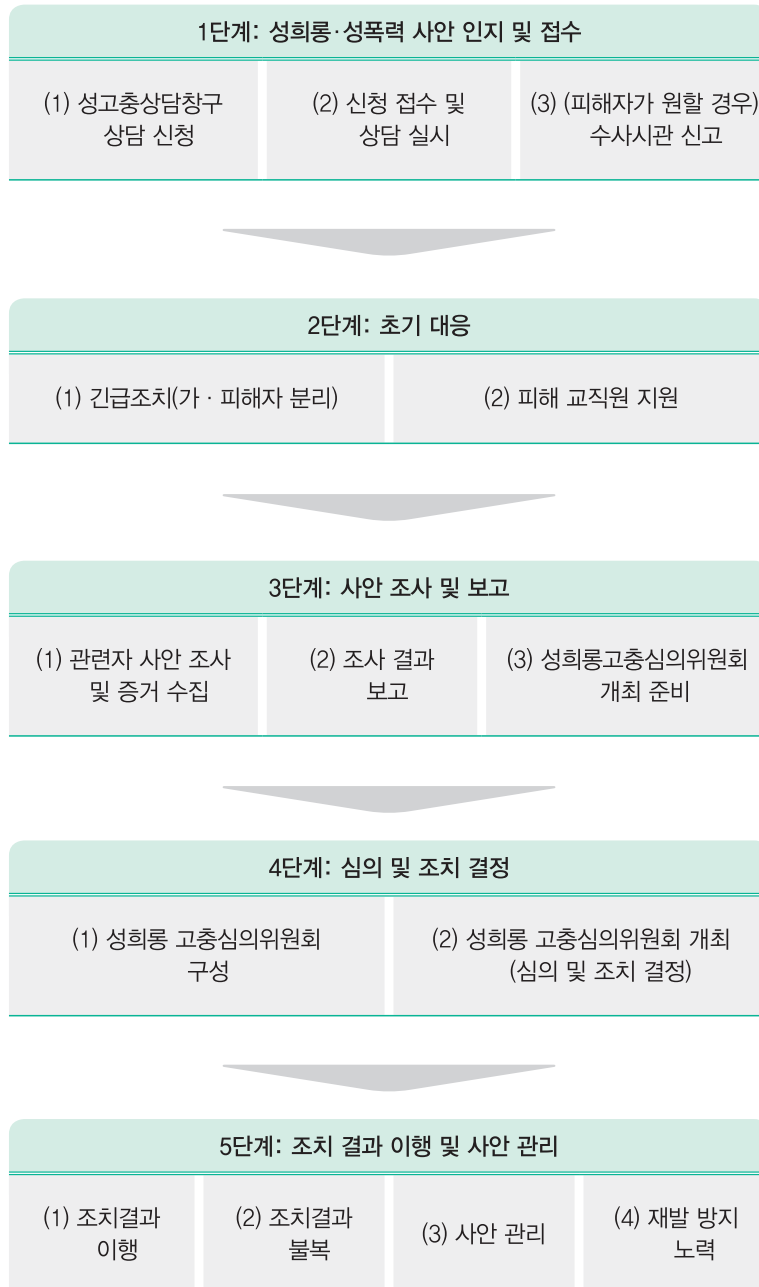 1단계: 성희롱·성폭력 사안 인지 및 접수
(1) 성고충상담창구
상담 신청
(2) 신청 접수 및
상담 실시
(3) (피해자가 원할 경우)
수사시관 신고
2단계: 초기 대응
(1) 긴급조치(가 · 피해자 분리)
(2) 피해 교직원 지원
3단계: 사안 조사 및 보고
(1) 관련자 사안 조사
및 증거 수집
(2) 조사 결과
보고
(3) 성희롱고충심의위원회
개최 준비
4단계: 심의 및 조치 결정
(1) 성희롱 고충심의위원회
구성
(2) 성희롱 고충심의위원회 개최
(심의 및 조치 결정)
5단계: 조치 결과 이행 및 사안 관리
(1) 조치결과
이행
(2) 조치결과
불복
(3) 사안 관리
(4) 재발 방지
노력